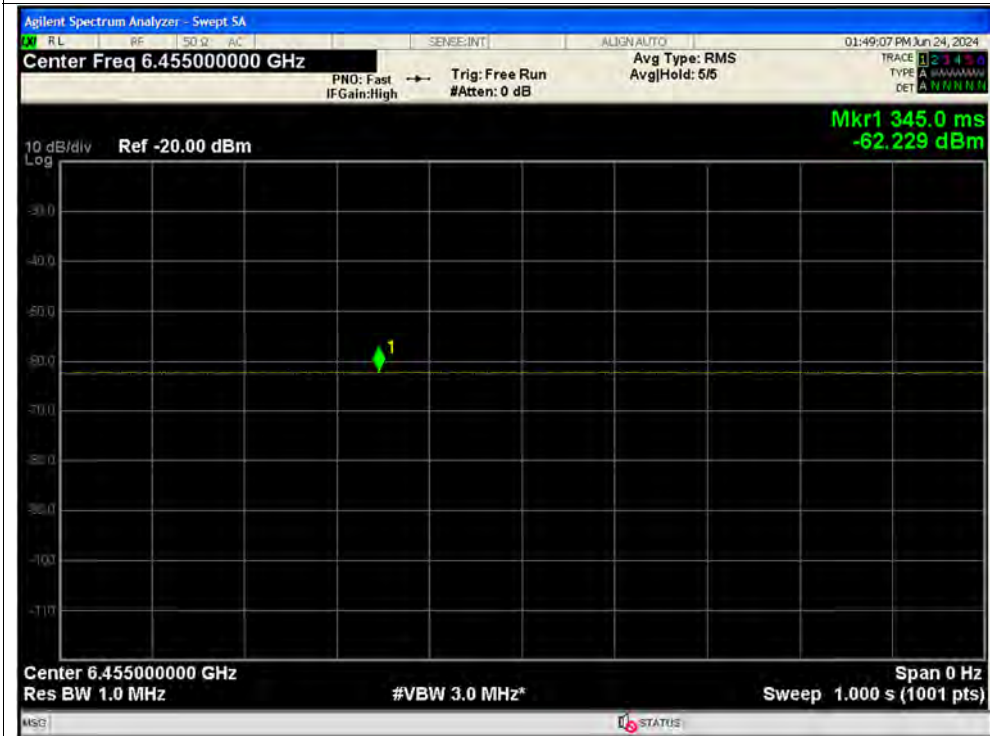 Agilent Spectrum Analyzer - Swept SA
RL RF 50 Ω AC SENSE:INT ALIGN AUTO 01:49:07 PM Jun 24, 2024
Center Freq 6.455000000 GHz
PNO: Fast
IFGain:High
Trig: Free Run
#Atten: 0 dB
Avg Type: RMS
Avg|Hold: 5/5
TRACE 1 2 3 4 5 6
TYPE A
DET A N N N N N
Mkr1 345.0 ms
-62.229 dBm
10 dB/div Ref -20.00 dBm
Log
-30.0
-40.0
-50.0
1
-60.0
-70.0
-80.0
-90.0
-100
-110
Center 6.455000000 GHz Span 0 Hz
Res BW 1.0 MHz #VBW 3.0 MHz* Sweep 1.000 s (1001 pts)
MSG STATUS